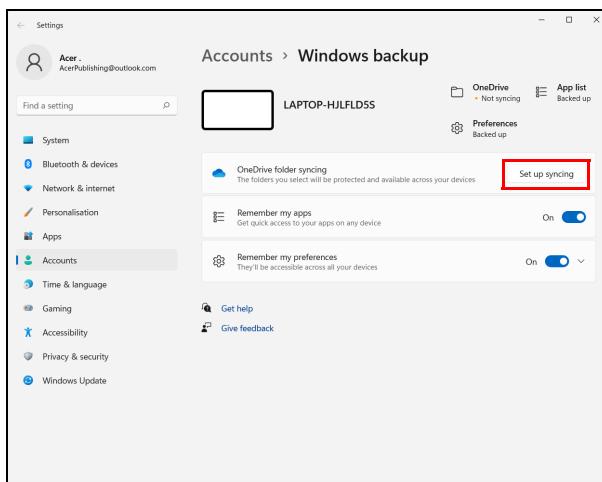 Settings
Acer .
AcerPublishing@outlook.com
Find a setting
System
Bluetooth & devices
Network & internet
Personalisation
Apps
Accounts
Time & language
Gaming
Accessibility
Privacy & security
Windows Update
Accounts > Windows backup
LAPTOP-HJLFLD5S
OneDrive
• Not syncing
App list
Backed up
Preferences
Backed up
OneDrive folder syncing
The folders you select will be protected and available across your devices
Set up syncing
Remember my apps
Get quick access to your apps on any device
On
Remember my preferences
They'll be accessible across all your devices
On
Get help
Give feedback